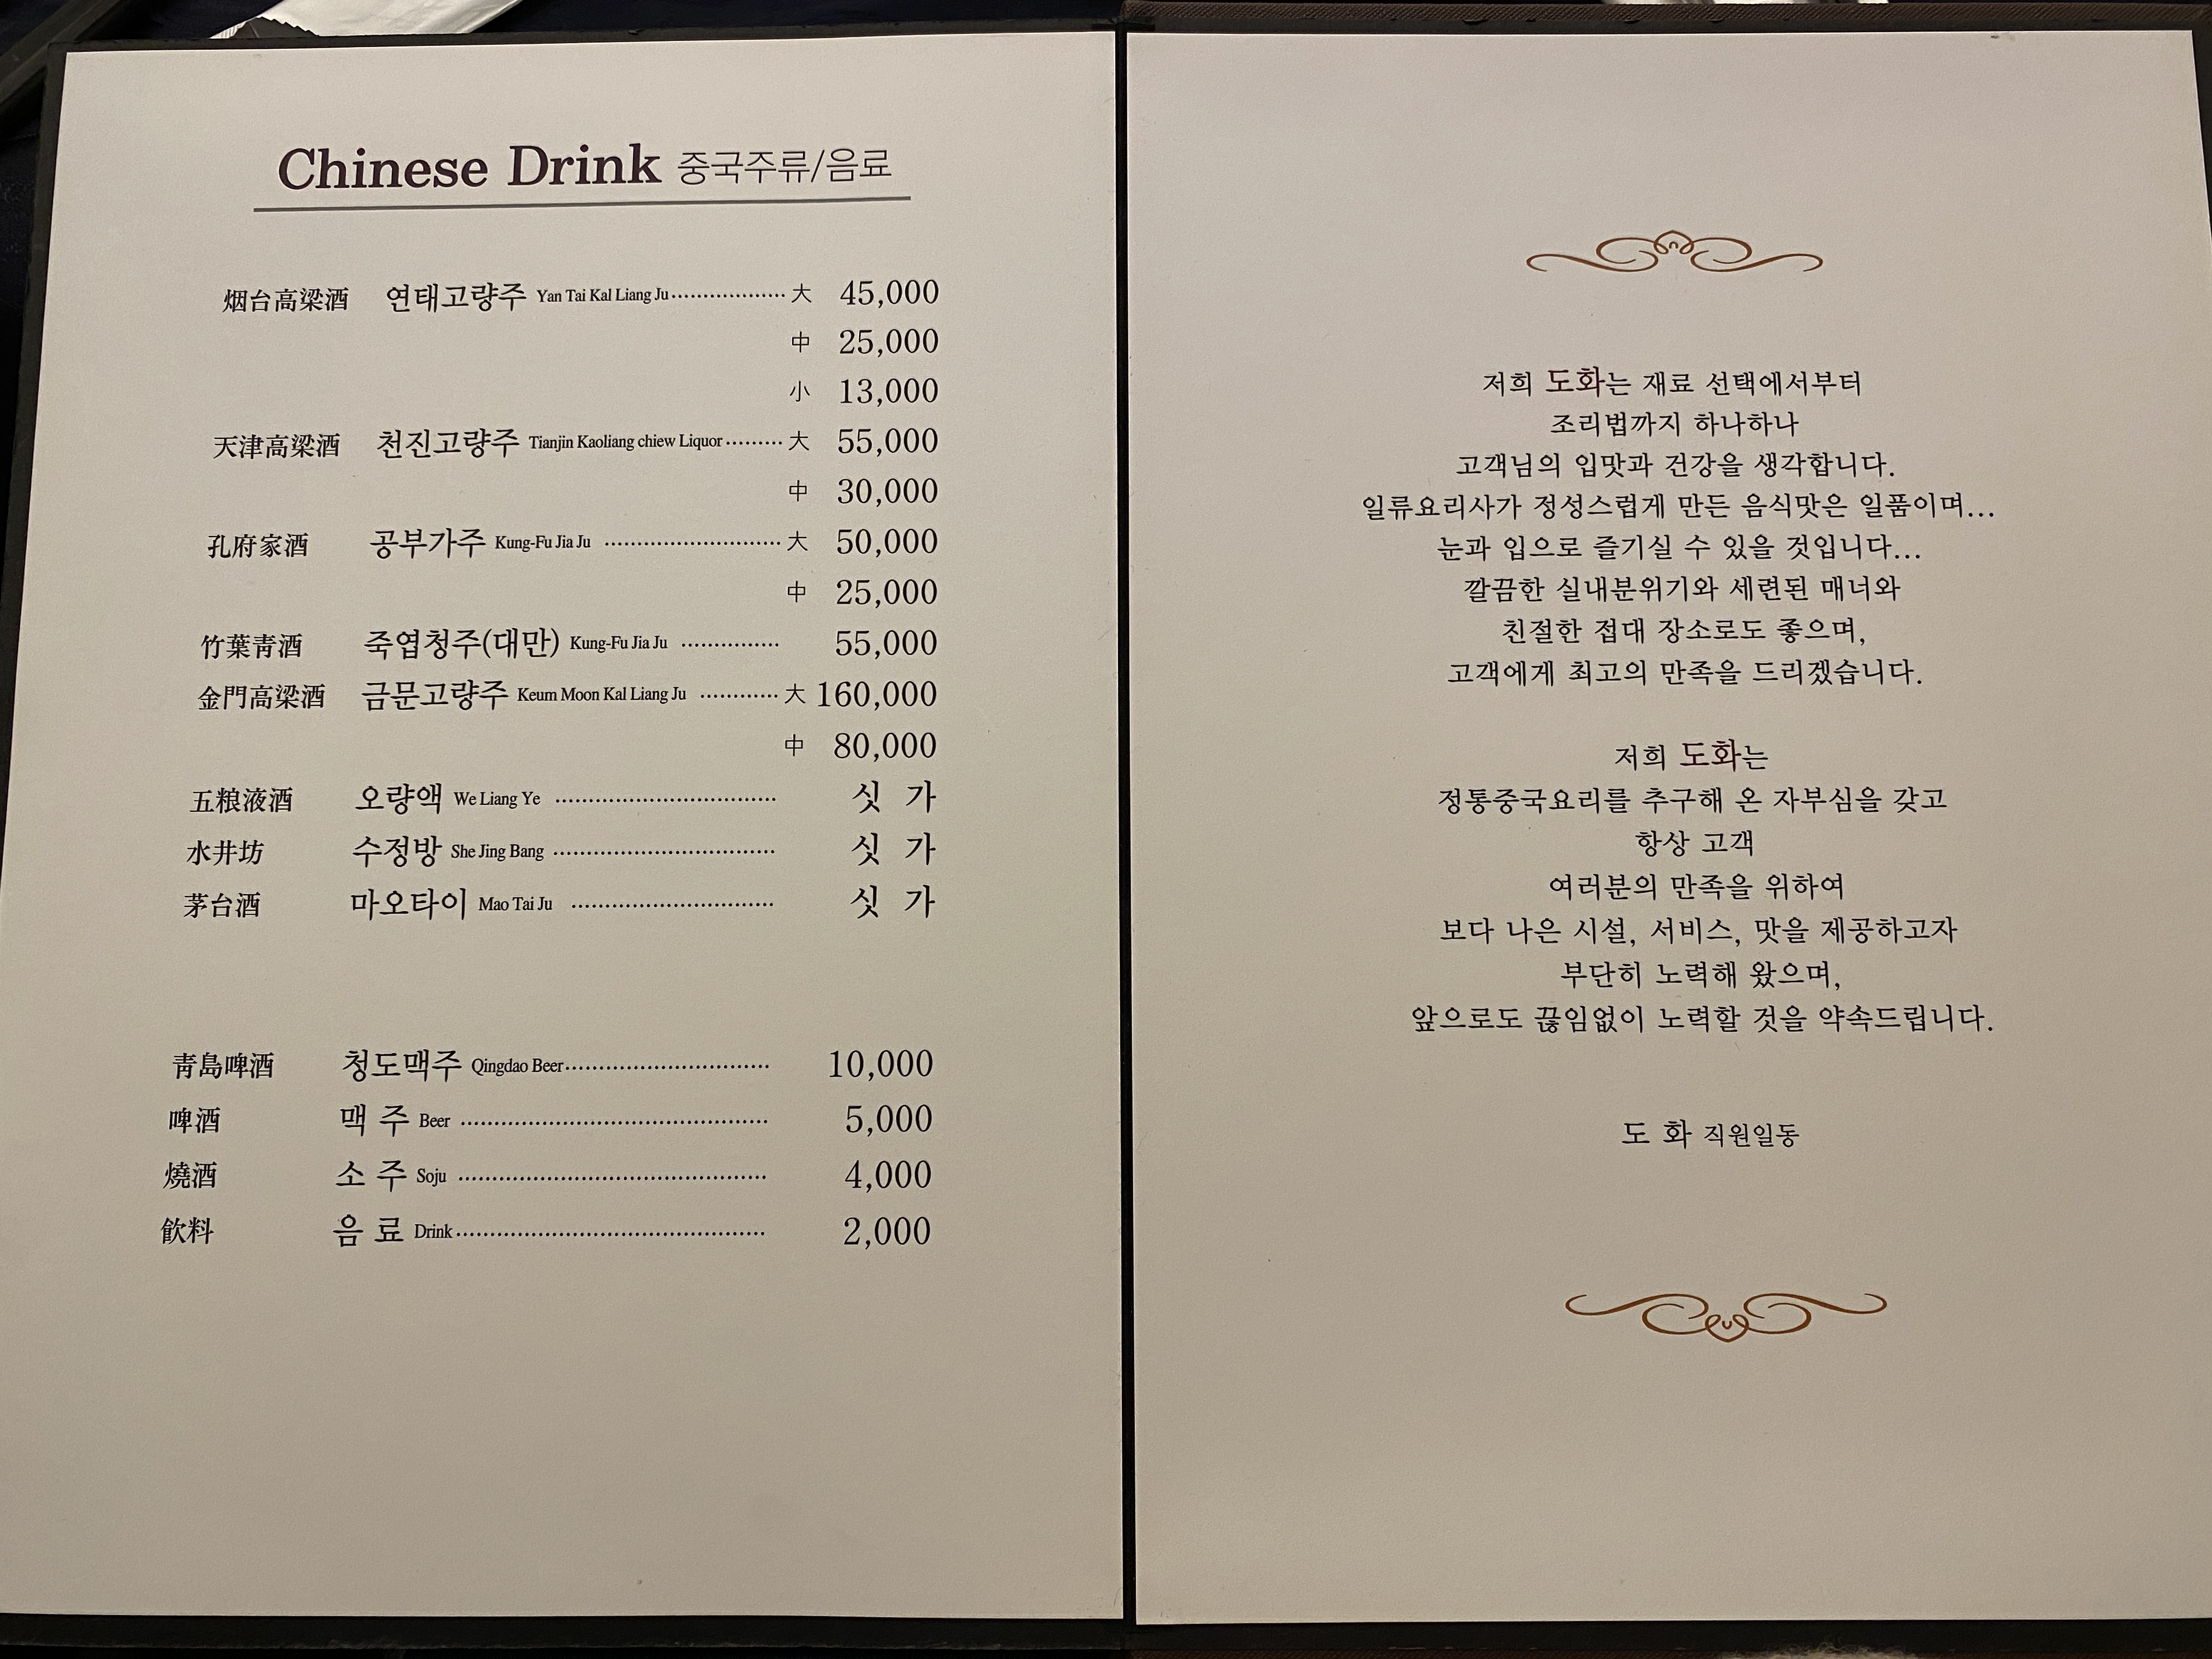 Chinese Drink 중국주류/음료
烟台高梁酒 연태고량주 Yan Tai Kal Liang Ju 大 45,000
中 25,000
小 13,000
天津高梁酒 천진고량주 Tianjin Kaoliang chiew Liquor 大 55,000
中 30,000
孔府家酒 공부가주 Kung-Fu Jia Ju 大 50,000
中 25,000
竹葉靑酒 죽엽청주(대만) Kung-Fu Jia Ju 55,000
金門高梁酒 금문고량주 Keum Moon Kal Liang Ju 大 160,000
中 80,000
五粮液酒 오량액 We Liang Ye 싯 가
水井坊 수정방 She Jing Bang 싯 가
茅台酒 마오타이 Mao Tai Ju 싯 가
靑島啤酒 청도맥주 Qingdao Beer 10,000
啤酒 맥 주 Beer 5,000
燒酒 소 주 Soju 4,000
飮料 음 료 Drink 2,000
저희 도화는 재료 선택에서부터
조리법까지 하나하나
고객님의 입맛과 건강을 생각합니다.
일류요리사가 정성스럽게 만든 음식맛은 일품이며...
눈과 입으로 즐기실 수 있을 것입니다...
깔끔한 실내분위기와 세련된 매너와
친절한 접대 장소로도 좋으며,
고객에게 최고의 만족을 드리겠습니다.
저희 도화는
정통중국요리를 추구해 온 자부심을 갖고
항상 고객
여러분의 만족을 위하여
보다 나은 시설, 서비스, 맛을 제공하고자
부단히 노력해 왔으며,
앞으로도 끊임없이 노력할 것을 약속드립니다.
도 화 직원일동